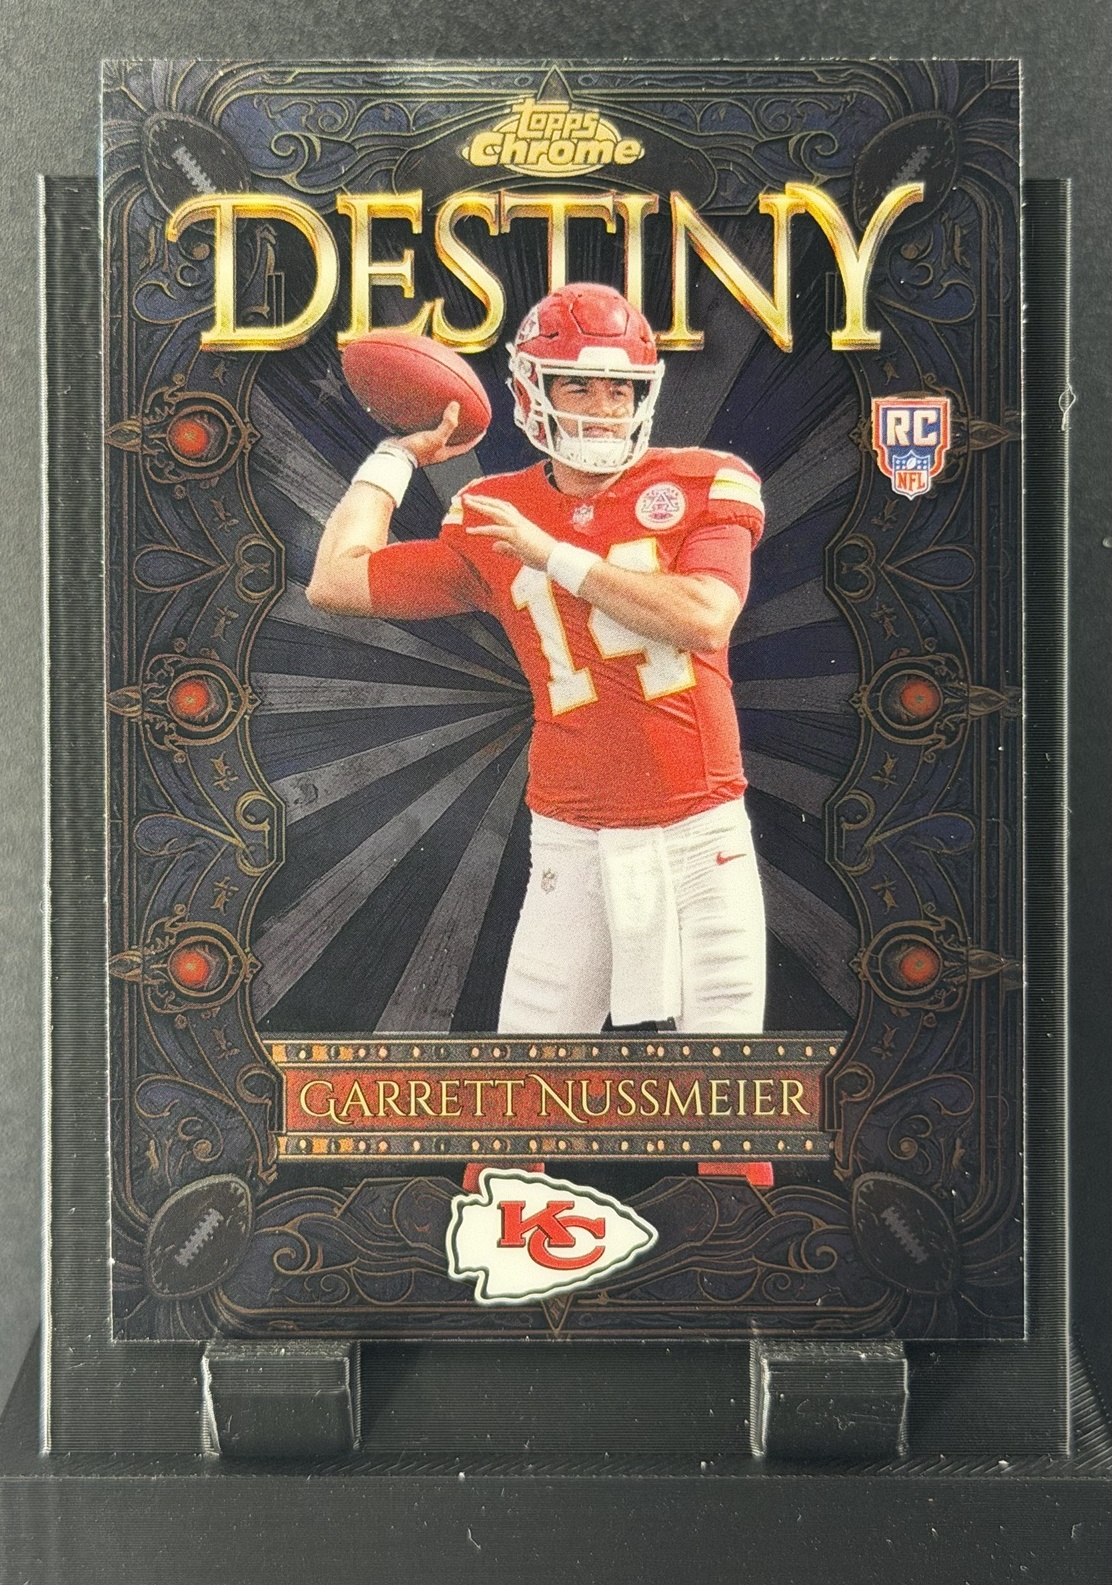 Topps
Chrome
DESTINY
RC
NFL
14
GARRETT NUSSMEIER
KC